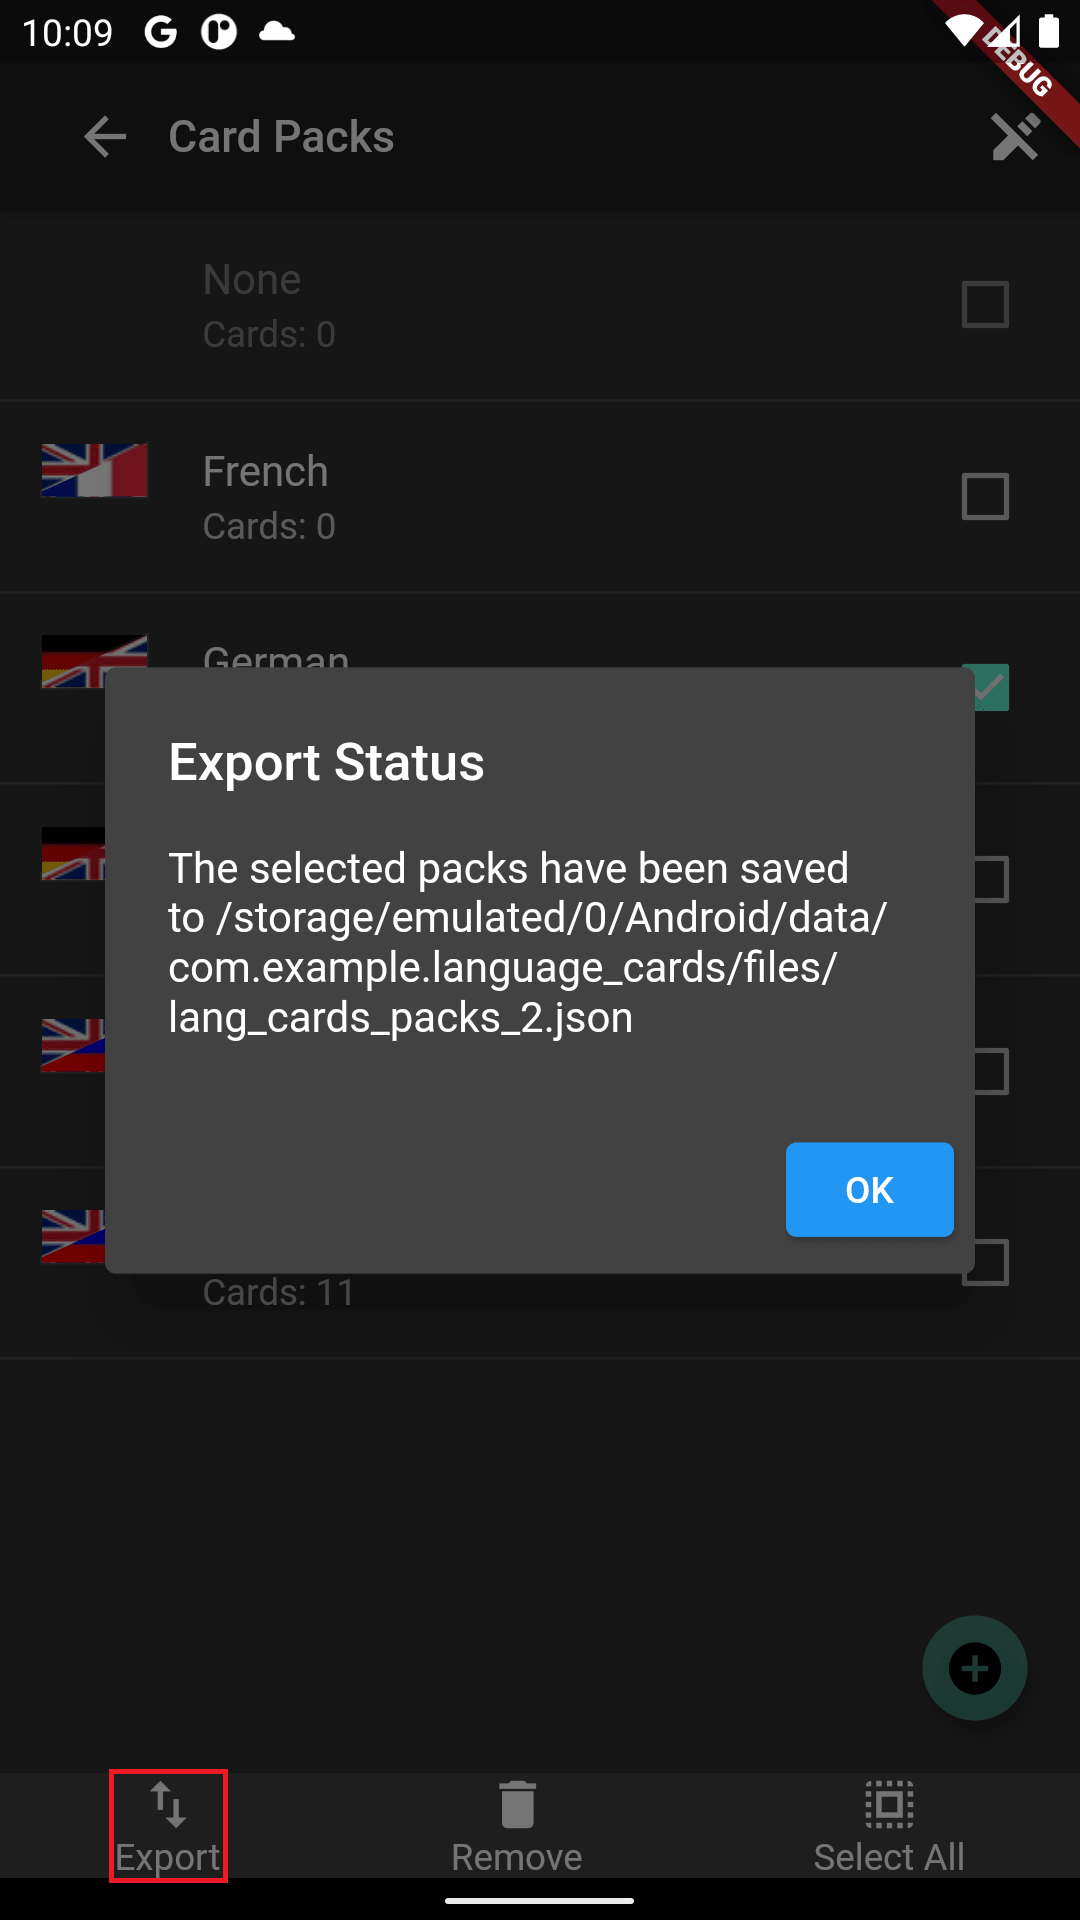 10:09
DEBUG
Card Packs
None
Cards: 0
French
Cards: 0
German
Export Status
The selected packs have been saved
to /storage/emulated/0/Android/data/
com.example.language_cards/files/
lang_cards_packs_2.json
OK
Cards: 11
Export
Remove
Select All